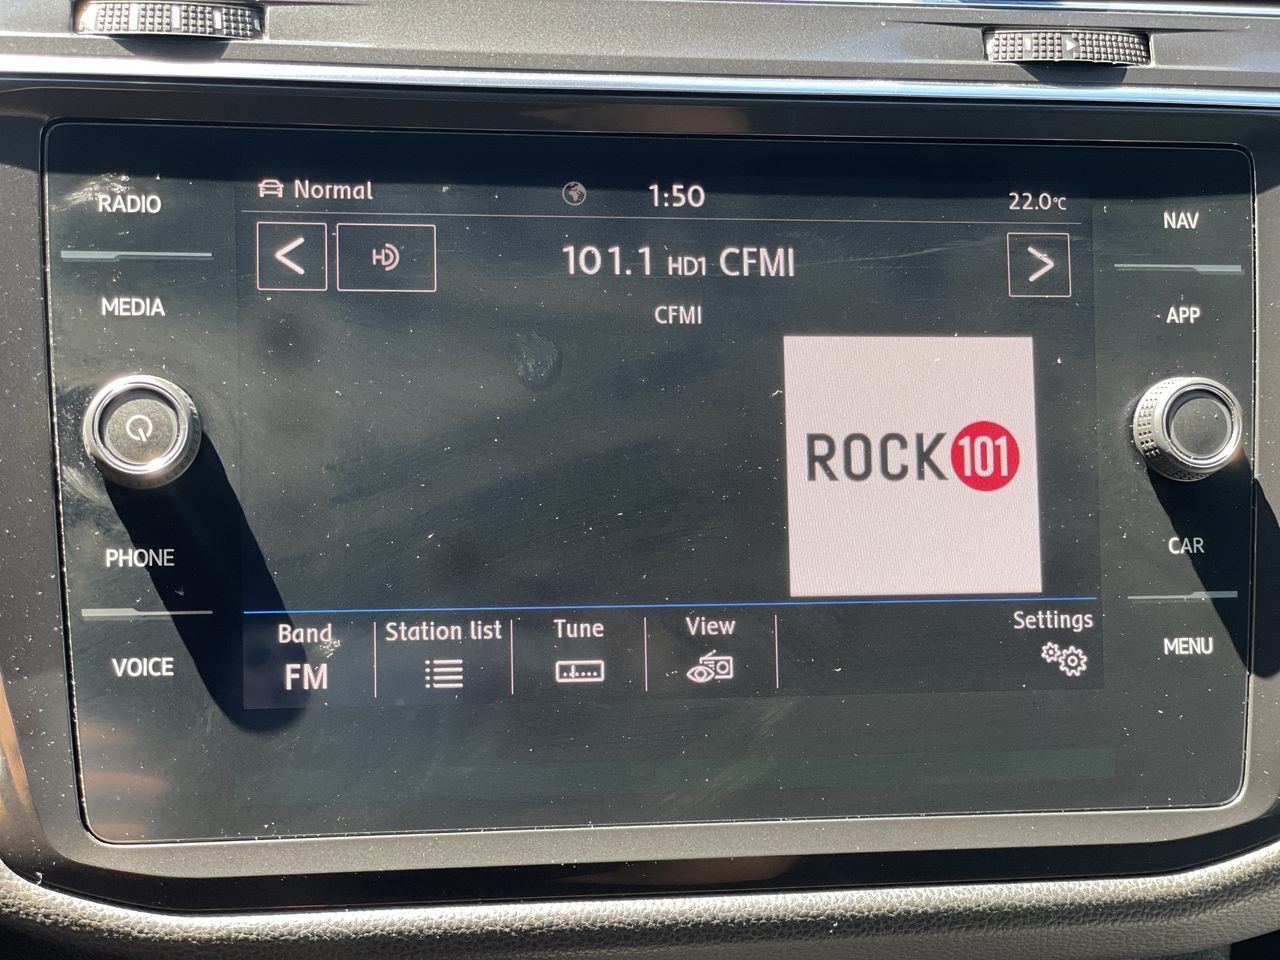 Normal
1:50
22.0°C
RADIO
NAV
HD
101.1 HD1 CFMI
MEDIA
CFMI
APP
ROCK 101
PHONE
CAR
Band
Station list
Tune
View
Settings
FM
VOICE
MENU